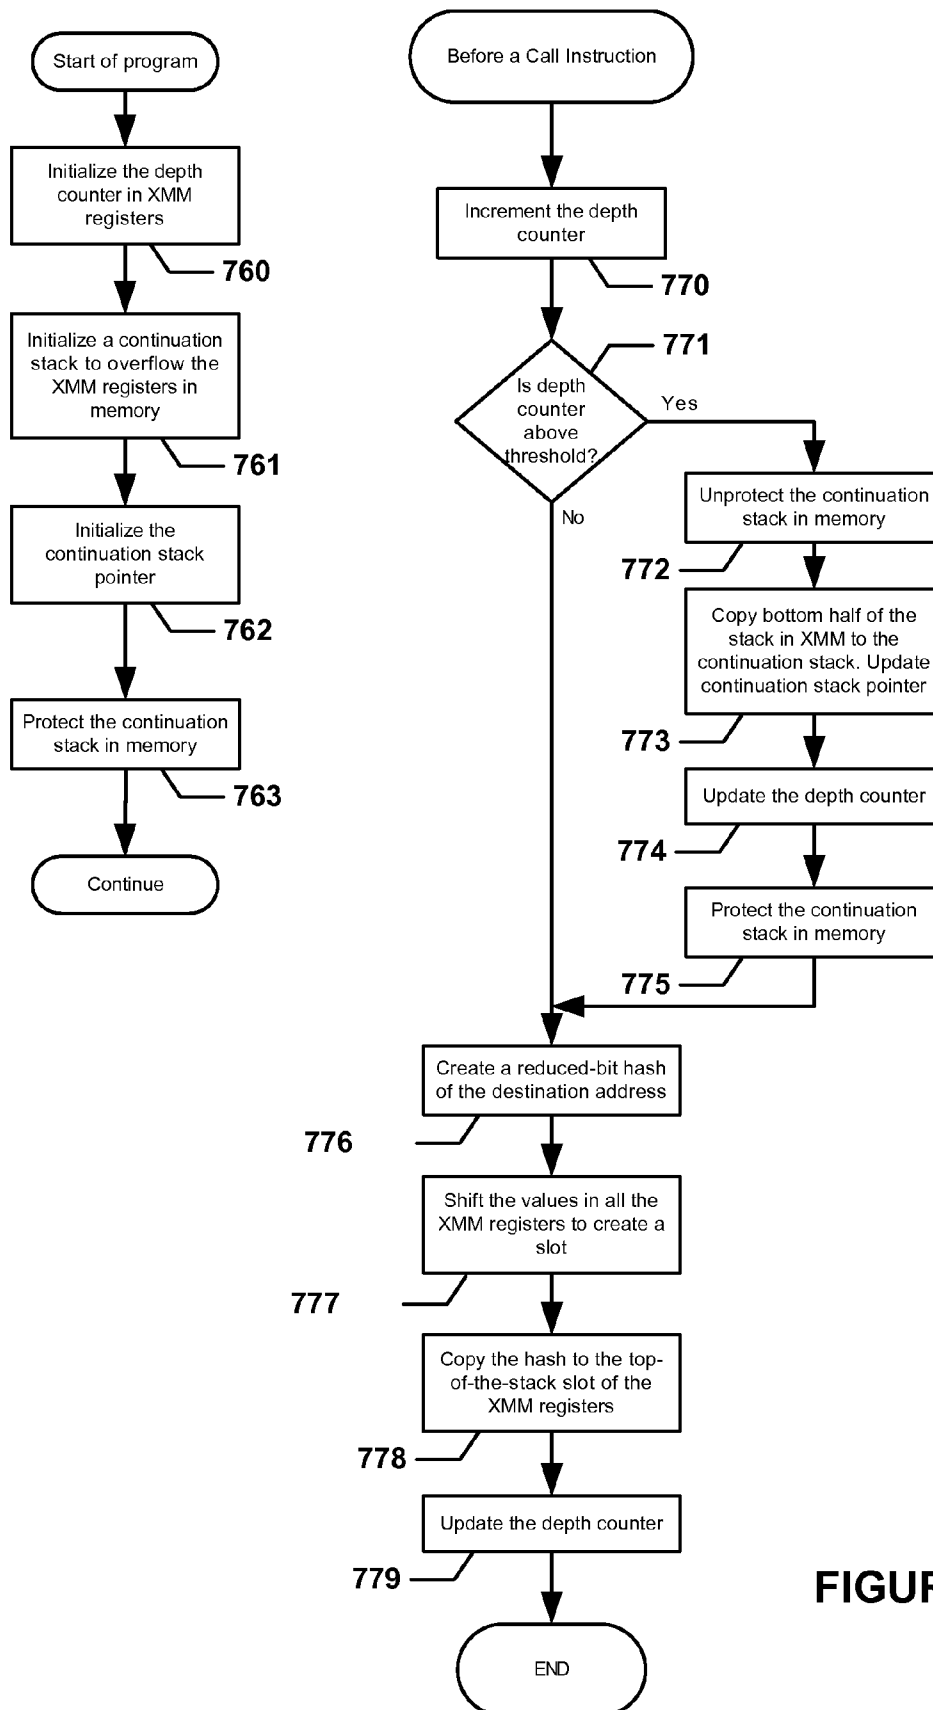 Start of program
Initialize the depth
counter in XMM
registers
760
Initialize a continuation
stack to overflow the
XMM registers in
memory
761
Initialize the
continuation stack
pointer
762
Protect the continuation
stack in memory
763
Continue
Before a Call Instruction
Increment the depth
counter
770
771
Is depth
counter
above
threshold?
Yes
No
Unprotect the continuation
stack in memory
772
Copy bottom half of the
stack in XMM to the
continuation stack. Update
continuation stack pointer
773
Update the depth counter
774
Protect the continuation
stack in memory
775
Create a reduced-bit hash
of the destination address
776
Shift the values in all the
XMM registers to create a
slot
777
Copy the hash to the top-
of-the-stack slot of the
XMM registers
778
Update the depth counter
779
END
FIGUR